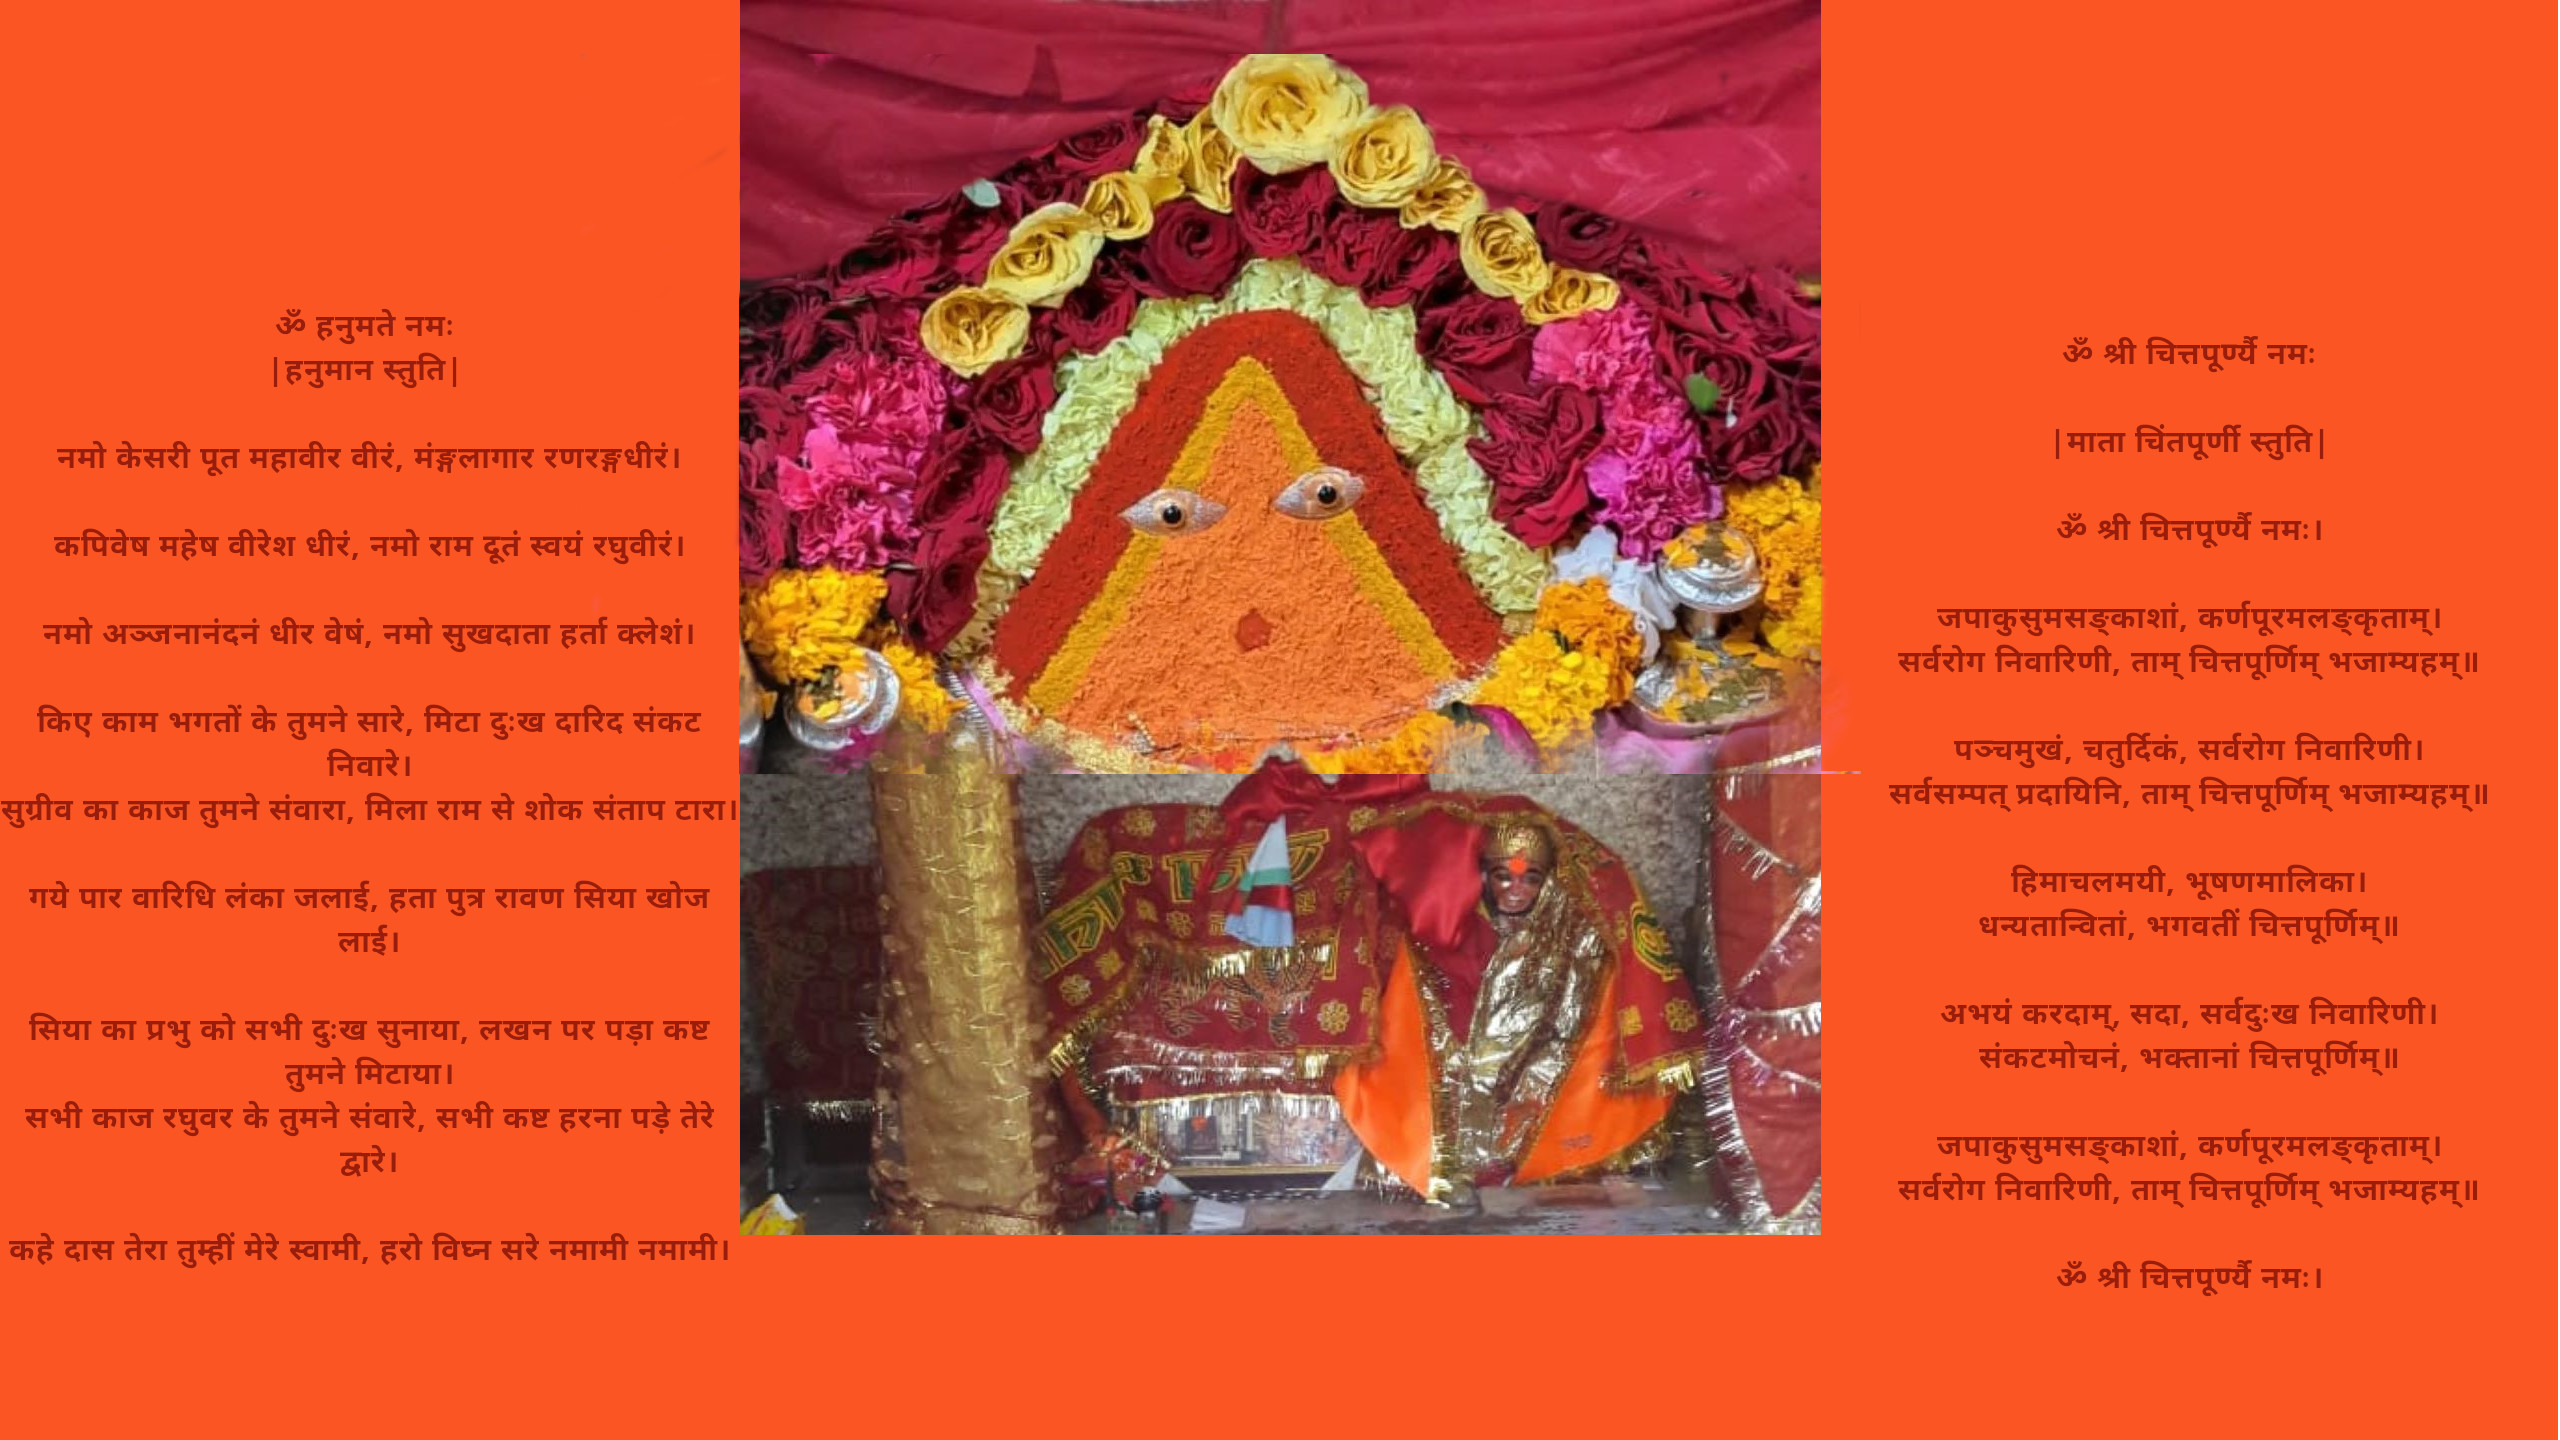 ॐ हनुमते नमः
|हनुमान स्तुति|
नमो केसरी पूत महावीर वीरं, मंङ्गलागार रणरङ्गधीरं।
कपिवेष महेष वीरेश धीरं, नमो राम दूतं स्वयं रघुवीरं।
नमो अञ्जनानंदनं धीर वेषं, नमो सुखदाता हर्ता क्लेशं।
किए काम भगतों के तुमने सारे, मिटा दुःख दारिद संकट
निवारे।
सुग्रीव का काज तुमने संवारा, मिला राम से शोक संताप टारा।
गये पार वारिधि लंका जलाई, हता पुत्र रावण सिया खोज
लाई।
सिया का प्रभु को सभी दुःख सुनाया, लखन पर पड़ा कष्ट
तुमने मिटाया।
सभी काज रघुवर के तुमने संवारे, सभी कष्ट हरना पड़े तेरे
द्वारे।
कहे दास तेरा तुम्हीं मेरे स्वामी, हरो विघ्न सरे नमामी नमामी।
ॐ श्री चित्तपूर्ण्यै नमः
|माता चिंतपूर्णी स्तुति|
ॐ श्री चित्तपूर्ण्यै नमः।
जपाकुसुमसङ्काशां, कर्णपूरमलङ्कृताम्।
सर्वरोग निवारिणी, ताम् चित्तपूर्णिम् भजाम्यहम्॥
पञ्चमुखं, चतुर्दिकं, सर्वरोग निवारिणी।
सर्वसम्पत् प्रदायिनि, ताम् चित्तपूर्णिम् भजाम्यहम्॥
हिमाचलमयी, भूषणमालिका।
धन्यतान्वितां, भगवतीं चित्तपूर्णिम्॥
अभयं करदाम्, सदा, सर्वदुःख निवारिणी।
संकटमोचनं, भक्तानां चित्तपूर्णिम्॥
जपाकुसुमसङ्काशां, कर्णपूरमलङ्कृताम्।
सर्वरोग निवारिणी, ताम् चित्तपूर्णिम् भजाम्यहम्॥
ॐ श्री चित्तपूर्ण्यै नमः।